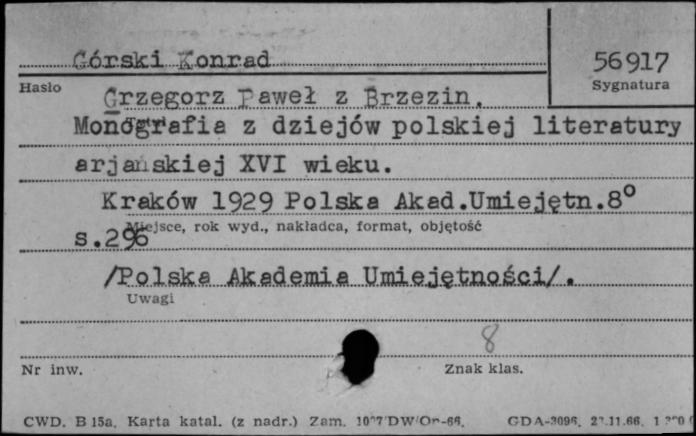 Górski Konrad
56917
Hasło
Sygnatura
Grzegorz Paweł z Brzezin.
Monografia z dziejów polskiej literatury
arjańskiej XVI wieku.
Kraków 1929 Polska Akad.Umiejętn.8°
Miejsce, rok wyd., nakładca, format, objętość
s.296
/Polska Akademia Umiejętności/.
Uwagi
8
Nr inw.
Znak klas.
CWD. B 15a. Karta katal. (z nadr.) Zam. GDA-3096.